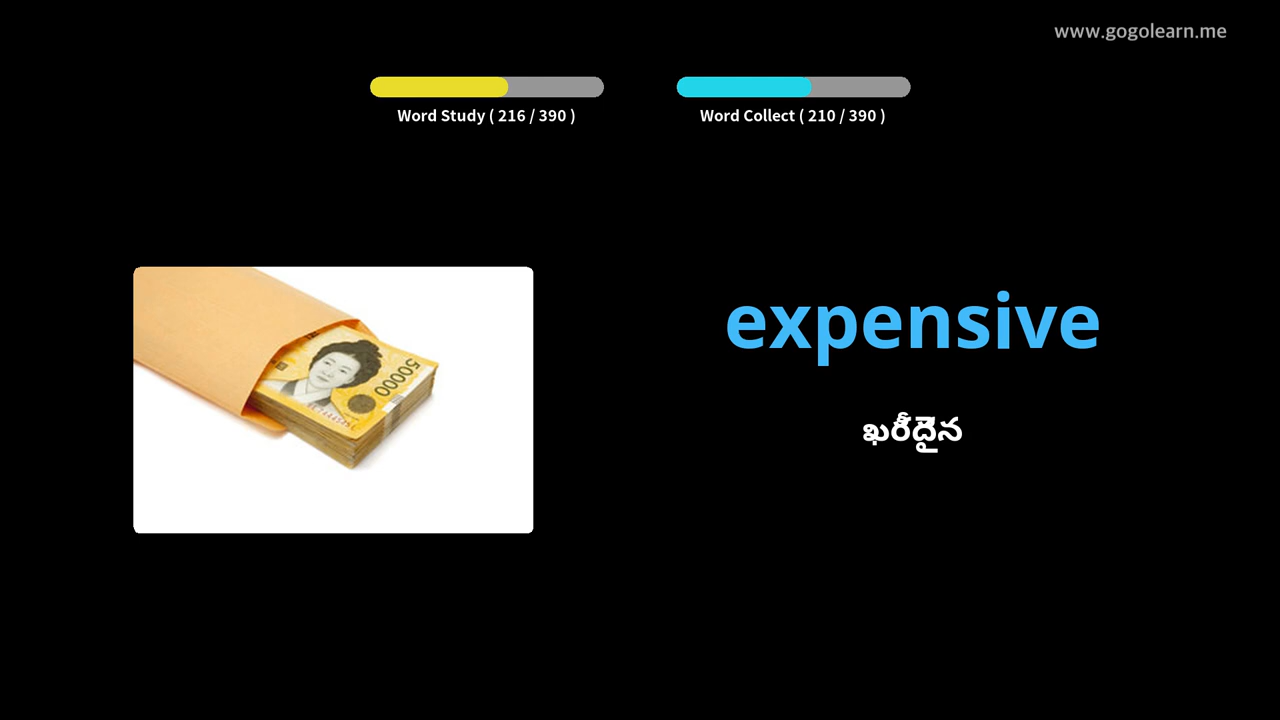 www.gogolearn.me
Word Study ( 216 / 390 )
Word Collect ( 210 / 390 )
50000
expensive
ఖరీదైన